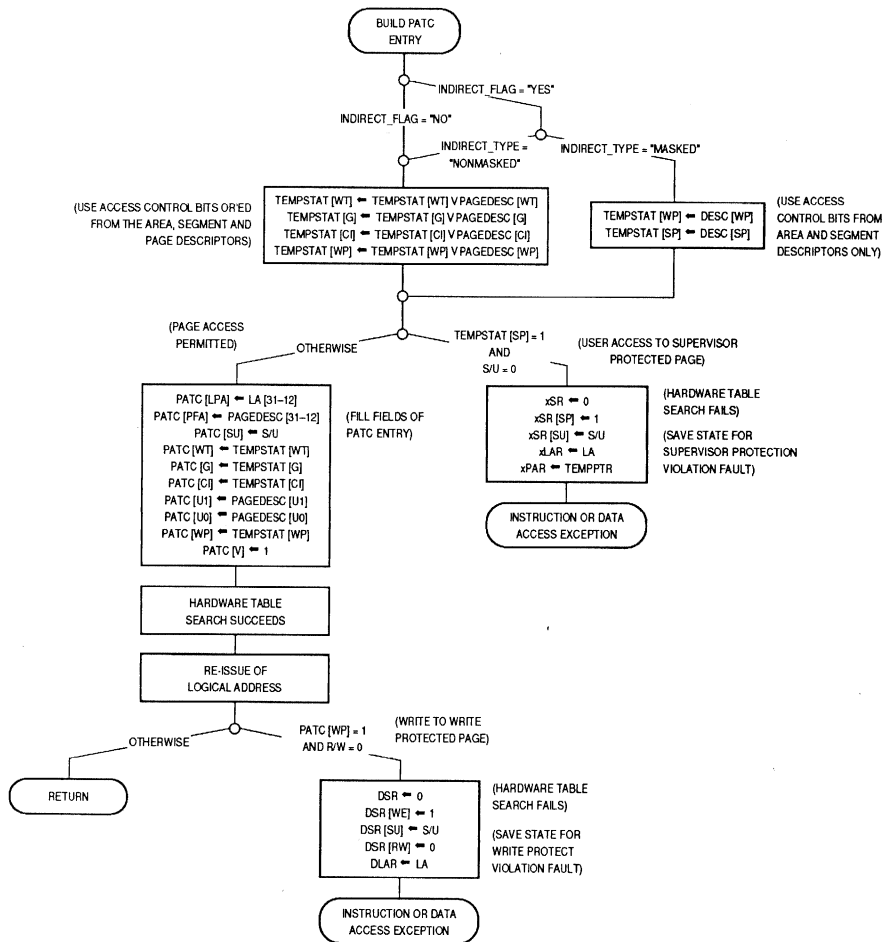 BUILD PATC
ENTRY
INDIRECT_FLAG = "YES"
INDIRECT_FLAG = "NO"
INDIRECT_TYPE =
"NONMASKED"
INDIRECT_TYPE = "MASKED"
(USE ACCESS CONTROL BITS OR'ED
FROM THE AREA, SEGMENT AND
PAGE DESCRIPTORS)
TEMPSTAT [WT] ← TEMPSTAT [WT] V PAGEDESC [WT]
TEMPSTAT [G] ← TEMPSTAT [G] V PAGEDESC [G]
TEMPSTAT [CI] ← TEMPSTAT [CI] V PAGEDESC [CI]
TEMPSTAT [WP] ← TEMPSTAT [WP] V PAGEDESC [WP]
TEMPSTAT [WP] ← DESC [WP]
TEMPSTAT [SP] ← DESC [SP]
(USE ACCESS
CONTROL BITS FROM
AREA AND SEGMENT
DESCRIPTORS ONLY)
(PAGE ACCESS
PERMITTED)
OTHERWISE
TEMPSTAT [SP] = 1
AND
S/U = 0
(USER ACCESS TO SUPERVISOR
PROTECTED PAGE)
PATC [LPA] ← LA [31–12]
PATC [PFA] ← PAGEDESC [31–12]
PATC [SU] ← S/U
PATC [WT] ← TEMPSTAT [WT]
PATC [G] ← TEMPSTAT [G]
PATC [CI] ← TEMPSTAT [CI]
PATC [U1] ← PAGEDESC [U1]
PATC [U0] ← PAGEDESC [U0]
PATC [WP] ← TEMPSTAT [WP]
PATC [V] ← 1
(FILL FIELDS OF
PATC ENTRY)
xSR ← 0
xSR [SP] ← 1
xSR [SU] ← S/U
xLAR ← LA
xPAR ← TEMPPTR
(HARDWARE TABLE
SEARCH FAILS)
(SAVE STATE FOR
SUPERVISOR PROTECTION
VIOLATION FAULT)
INSTRUCTION OR DATA
ACCESS EXCEPTION
HARDWARE TABLE
SEARCH SUCCEEDS
RE-ISSUE OF
LOGICAL ADDRESS
OTHERWISE
PATC [WP] = 1
AND R/W = 0
(WRITE TO WRITE
PROTECTED PAGE)
RETURN
DSR ← 0
DSR [WE] ← 1
DSR [SU] ← S/U
DSR [RW] ← 0
DLAR ← LA
(HARDWARE TABLE
SEARCH FAILS)
(SAVE STATE FOR
WRITE PROTECT
VIOLATION FAULT)
INSTRUCTION OR DATA
ACCESS EXCEPTION